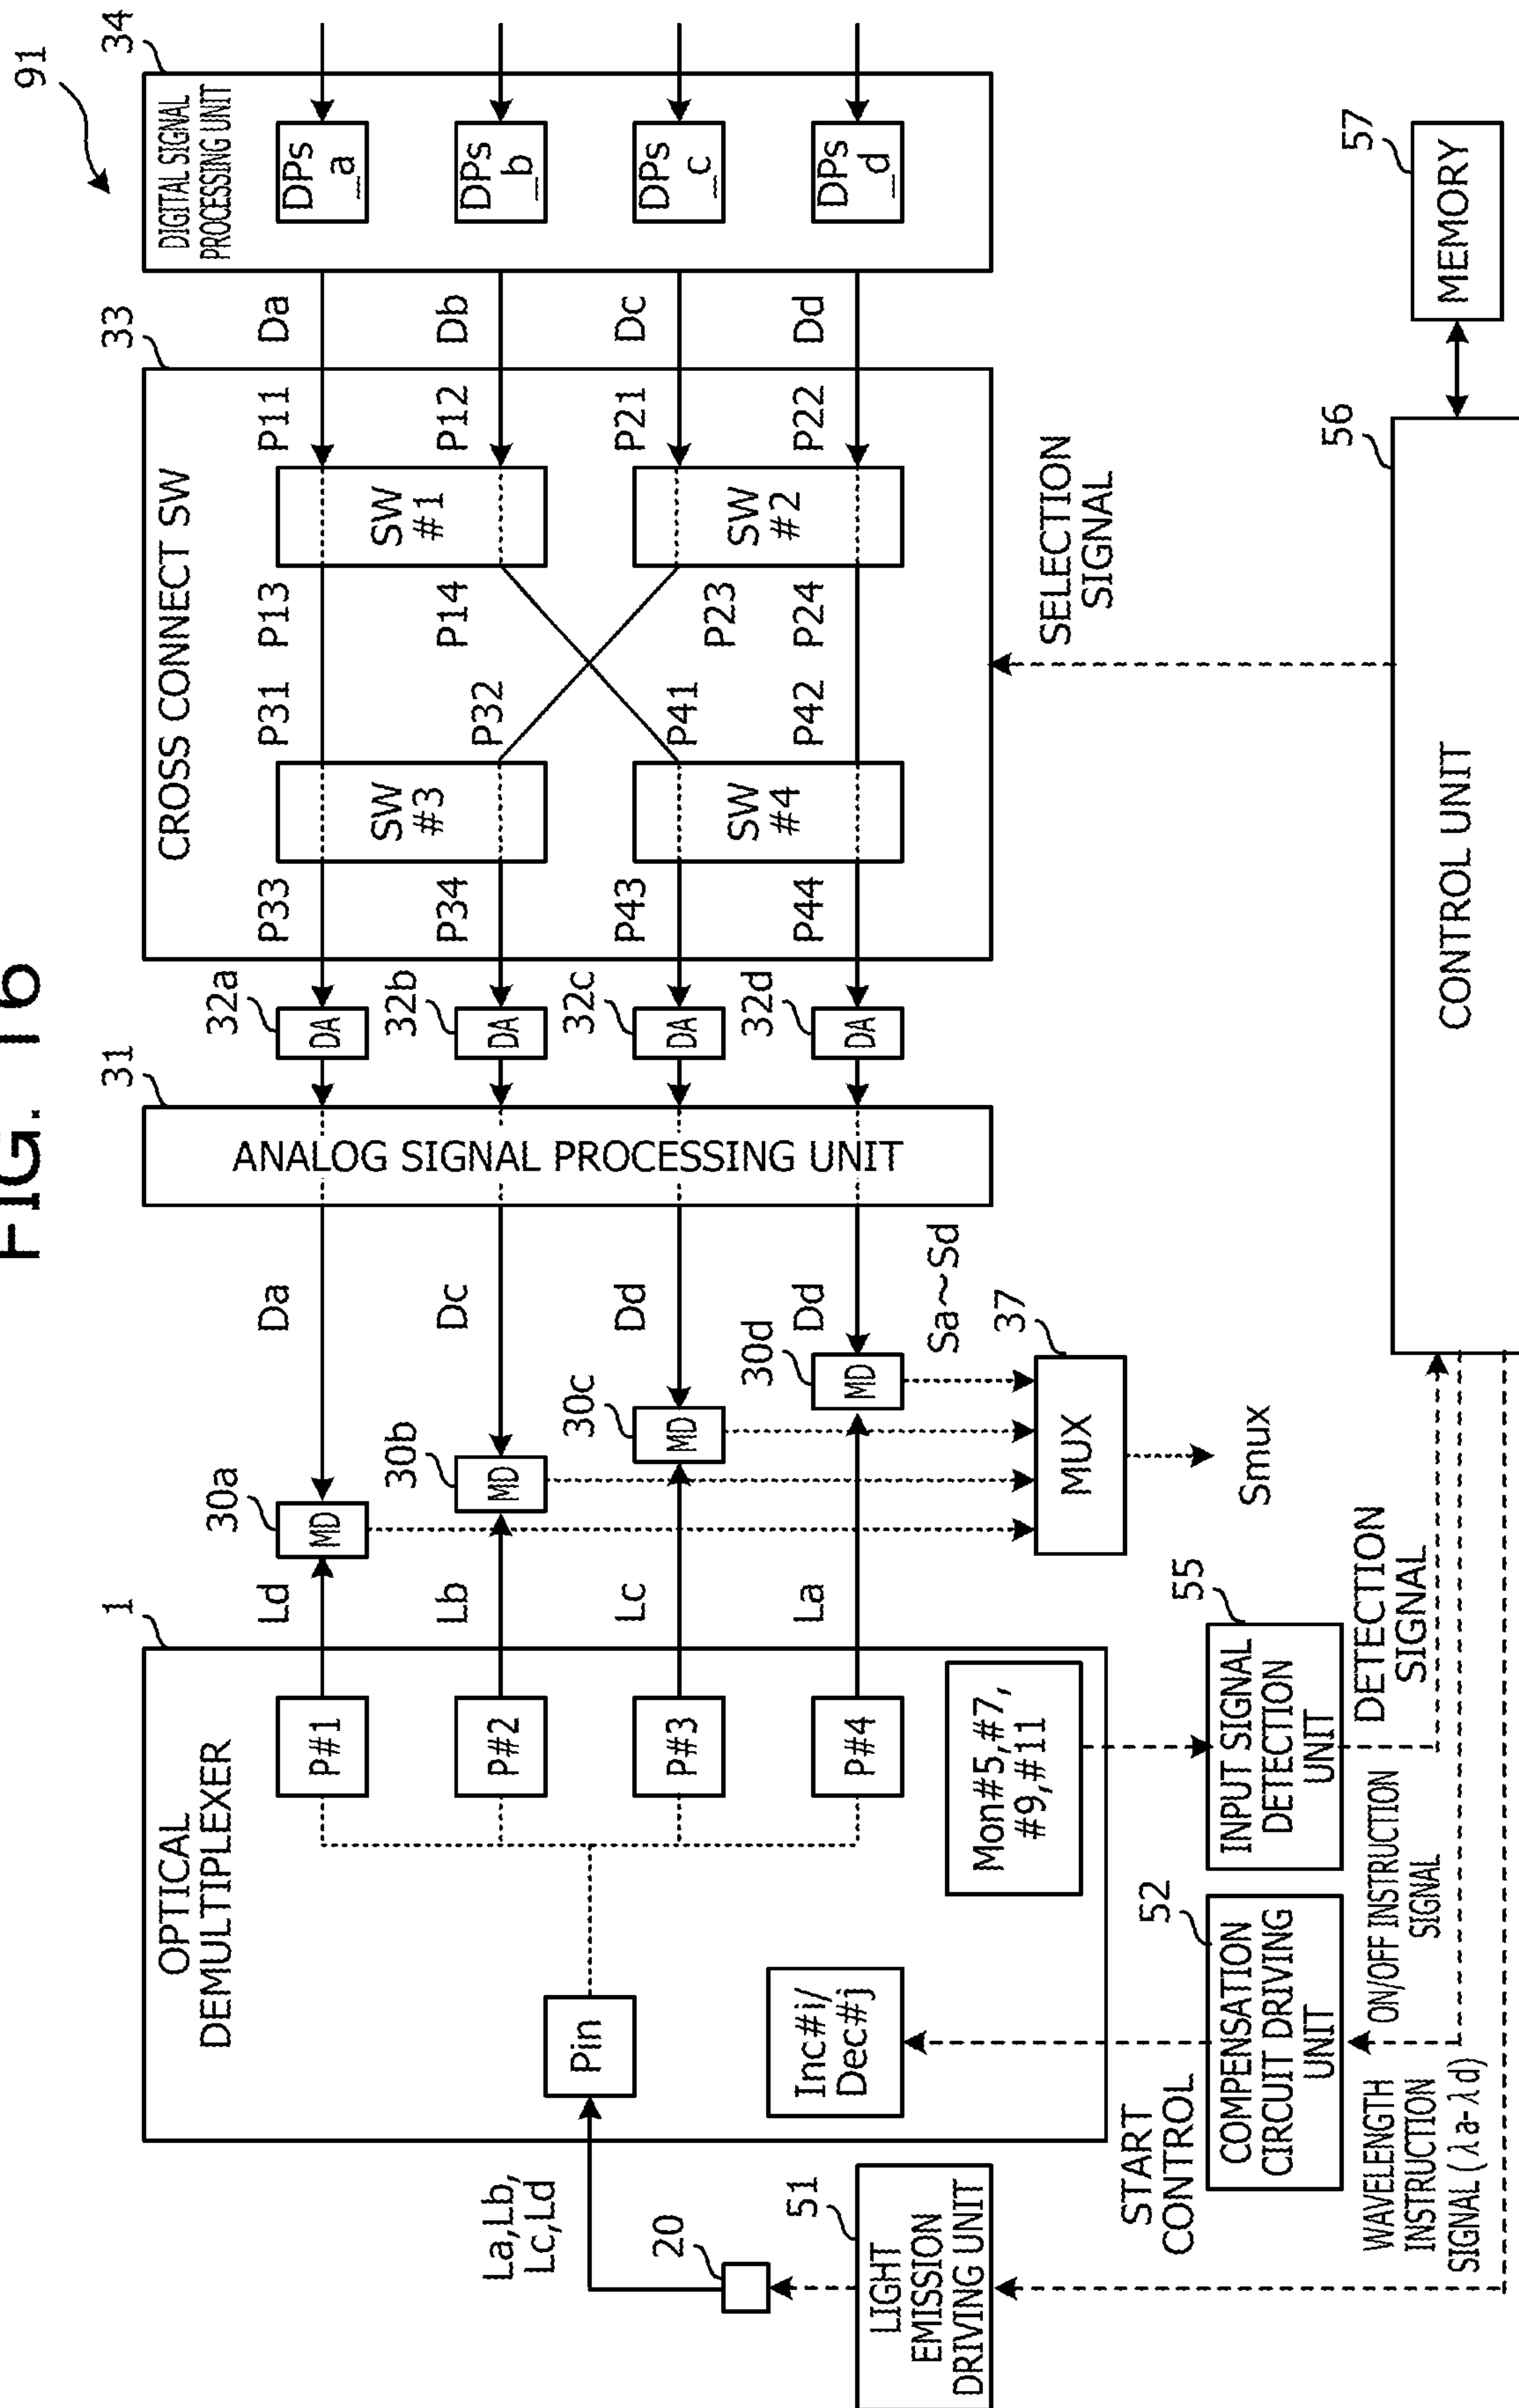 FIG. 16
91
1
OPTICAL
DEMULTIPLEXER
Pin
P#1
P#2
P#3
P#4
Inc#i/
Dec#j
Mon#5,#7,
#9,#11
La,Lb,
Lc,Ld
20
51
LIGHT
EMISSION
DRIVING UNIT
Ld
Lb
Lc
La
30a
MD
30b
MD
30c
MD
30d
MD
Da
Dc
Dd
Dd
Sa～Sd
37
MUX
Smux
31
ANALOG SIGNAL PROCESSING UNIT
32a
DA
32b
DA
32c
DA
32d
DA
33
CROSS CONNECT SW
P33
P31
P13
P11
SW
#3
SW
#1
P34
P32
P14
P12
P43
P41
P23
P21
SW
#4
SW
#2
P44
P42
P24
P22
Da
Db
Dc
Dd
34
DIGITAL SIGNAL
PROCESSING UNIT
DPs
_a
DPs
_b
DPs
_c
DPs
_d
START
CONTROL
52
COMPENSATION
CIRCUIT DRIVING
UNIT
55
INPUT SIGNAL
DETECTION
UNIT
DETECTION
SIGNAL
SELECTION
SIGNAL
WAVELENGTH
INSTRUCTION
SIGNAL (λa-λd)
ON/OFF INSTRUCTION
SIGNAL
56
CONTROL UNIT
57
MEMORY